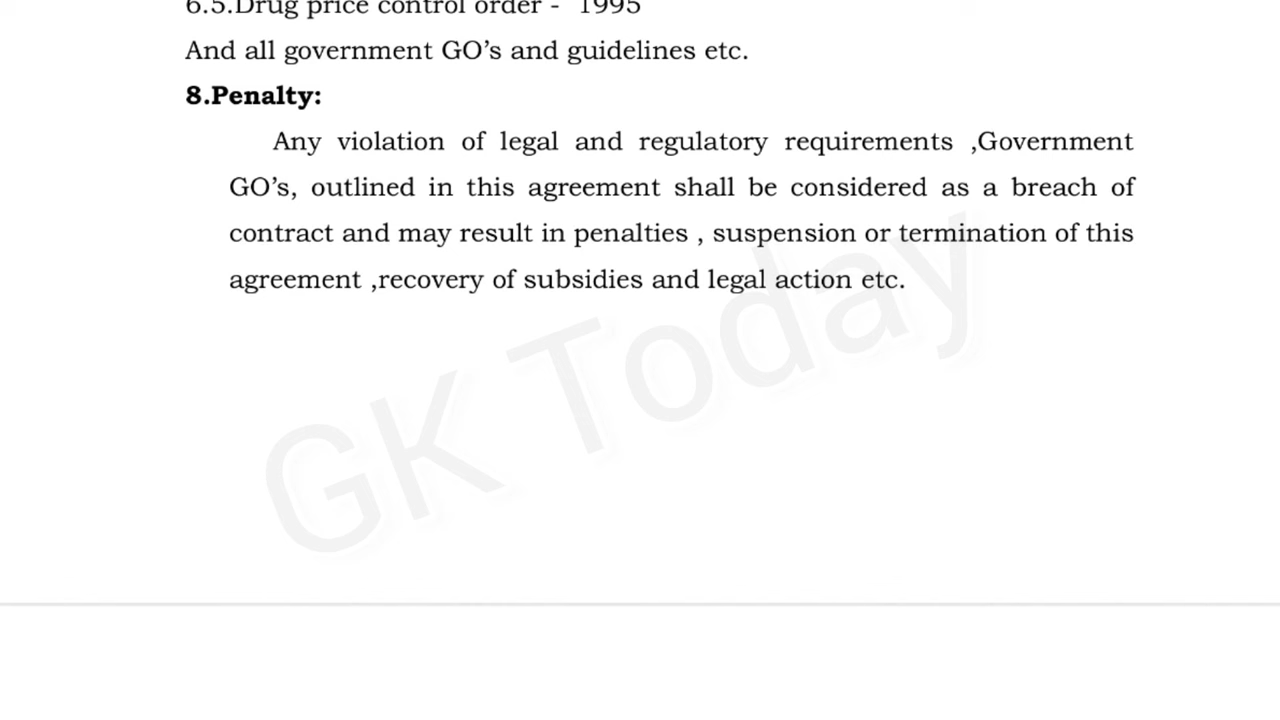 6.5.Drug price control order - 1995
And all government GO’s and guidelines etc.
8.Penalty:
Any violation of legal and regulatory requirements ,Government
GO’s, outlined in this agreement shall be considered as a breach of
contract and may result in penalties , suspension or termination of this
agreement ,recovery of subsidies and legal action etc.
GK Today